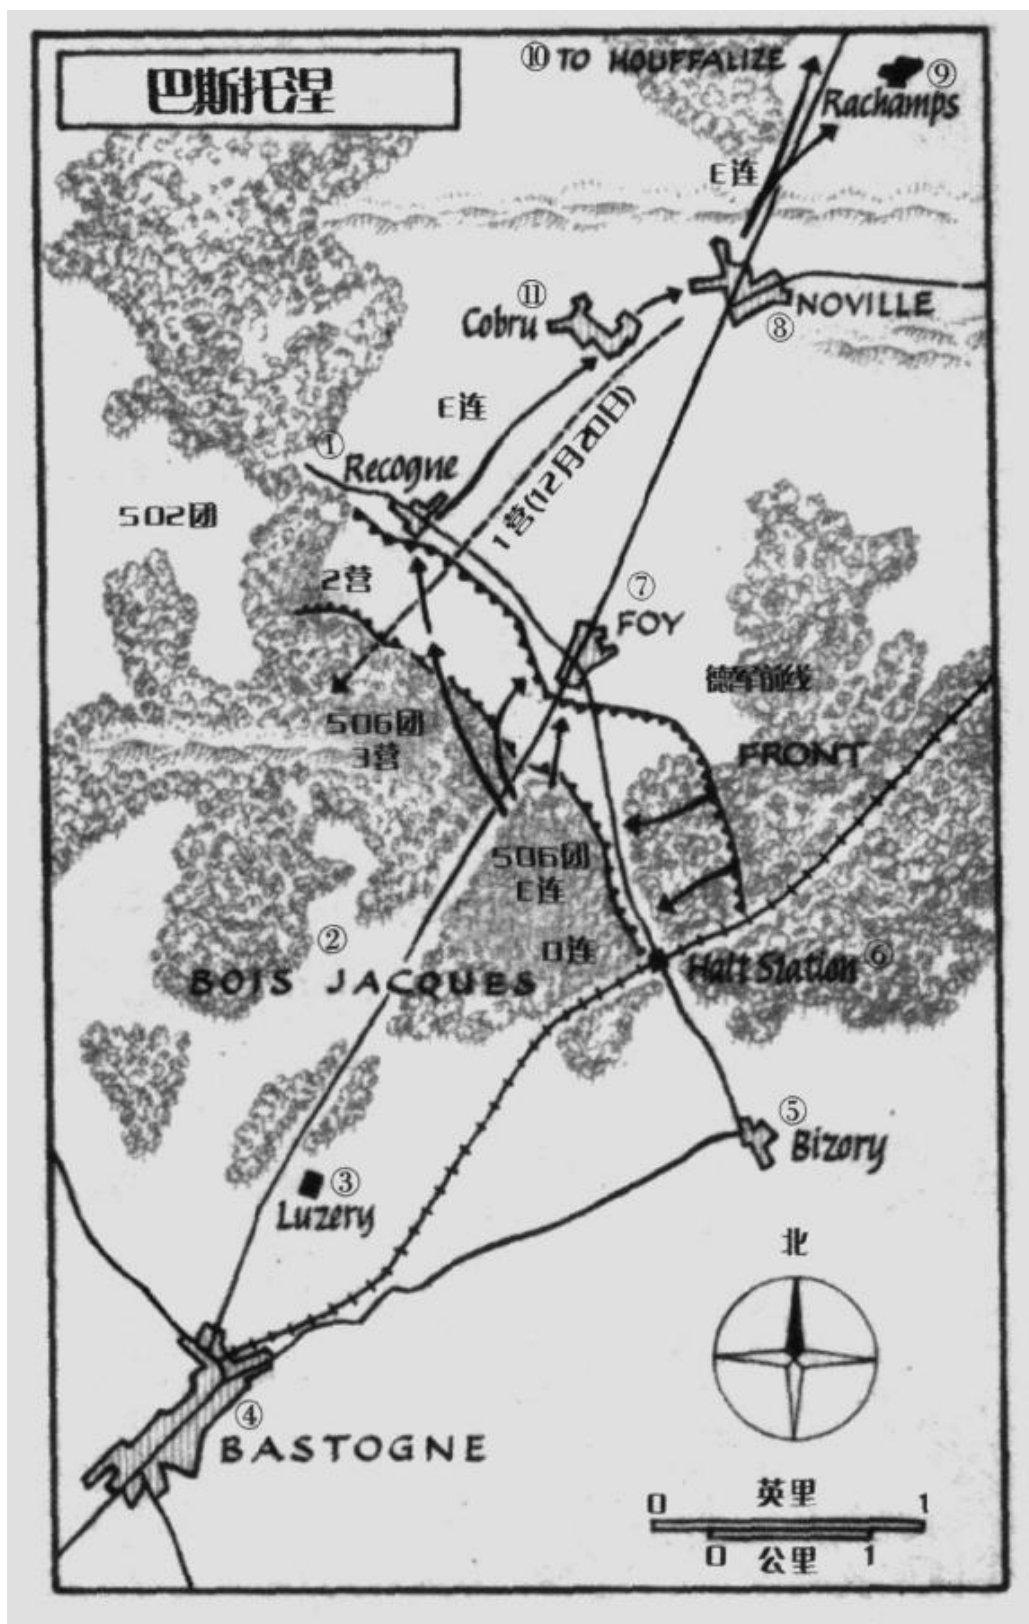 巴斯托涅
⑩ TO HOUFFALIZE
⑨
Rachamps
E连
⑪
Cobru
NOVILLE
⑧
E连
1营(12月20日)
①
Recogne
502团
2营
⑦
FOY
德军前线
506团
3营
FRONT
506团
E连
D连
②
BOIS JACQUES
Halt Station ⑥
⑤
Bizory
③
Luzery
北
④
BASTOGNE
英里
0 1
0 公里 1